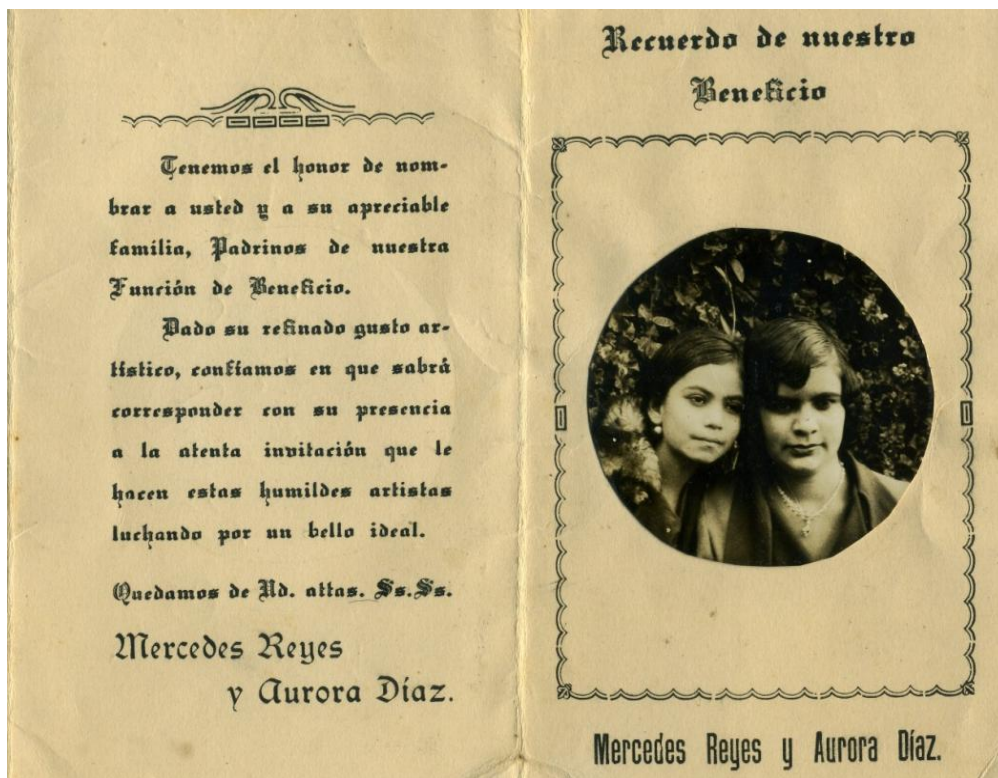 Tenemos el honor de nom-
brar a usted y a su apreciable
familia, Padrinos de nuestra
Función de Beneficio.
Dado su refinado gusto ar-
tístico, confiamos en que sabrá
corresponder con su presencia
a la atenta invitación que le
hacen estas humildes artistas
luchando por un bello ideal.
Quedamos de Ud. attas. Ss.Ss.
Mercedes Reyes
y Aurora Díaz.
Recuerdo de nuestro
Beneficio
Mercedes Reyes y Aurora Díaz.